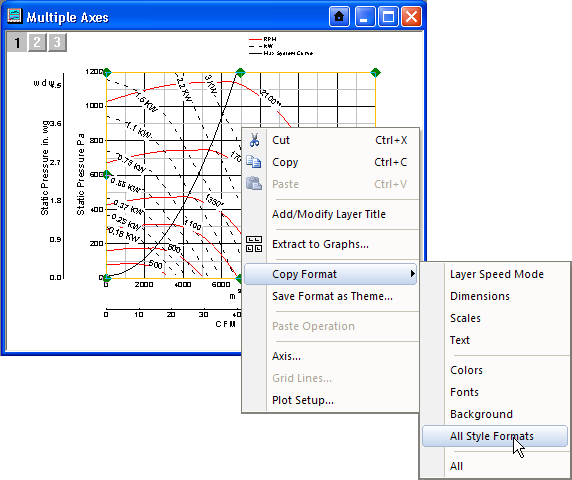 Multiple Axes
1 2 3
RPM
KW
Max System Curve
1200
1000
800
600
400
200
0
4.5
3.6
2.7
1.8
0.9
0.0
Static Pressure in. wg
Static Pressure Pa
1.5 KW
2.2 KW
3 KW
2100
1.1 KW
0.75 KW
170
0.55 KW
0.37 KW
1350
0.25 KW
1100
0.18 KW
800
500
0 2000 4000 6000
m
0 10 20 30 40
CFM
Cut Ctrl+X
Copy Ctrl+C
Paste Ctrl+V
Add/Modify Layer Title
Extract to Graphs...
Copy Format
Save Format as Theme...
Paste Operation
Axis...
Grid Lines...
Plot Setup...
Layer Speed Mode
Dimensions
Scales
Text
Colors
Fonts
Background
All Style Formats
All